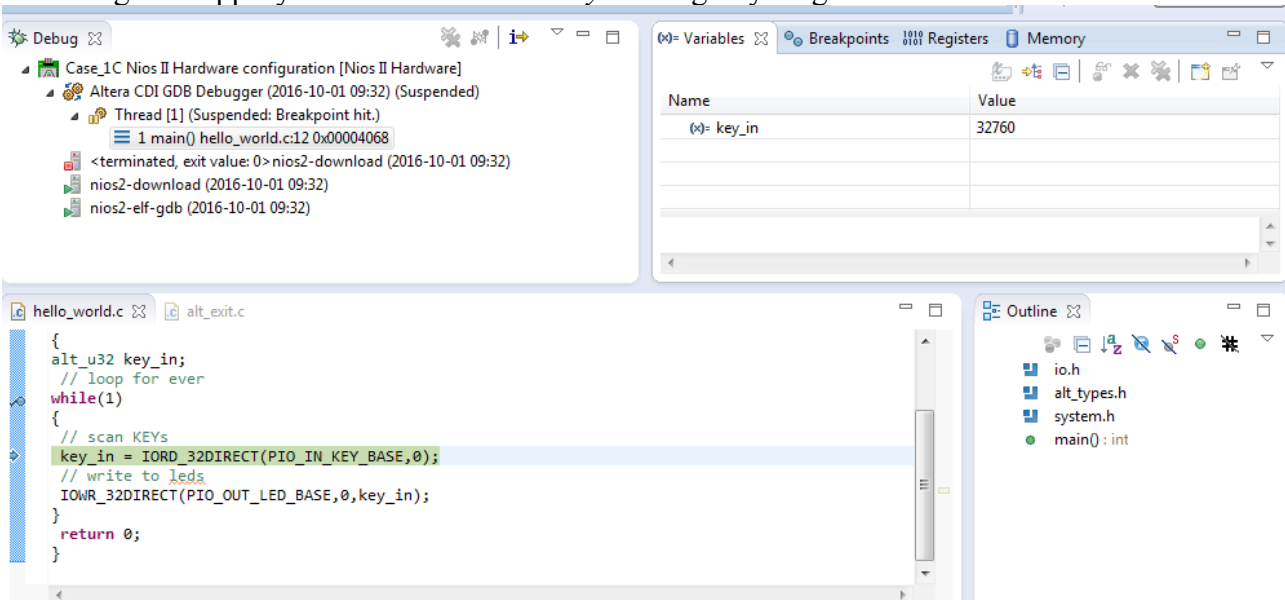 Debug
Case_1C Nios II Hardware configuration [Nios II Hardware]
Altera CDI GDB Debugger (2016-10-01 09:32) (Suspended)
Thread [1] (Suspended: Breakpoint hit.)
1 main() hello_world.c:12 0x00004068
<terminated, exit value: 0> nios2-download (2016-10-01 09:32)
nios2-download (2016-10-01 09:32)
nios2-elf-gdb (2016-10-01 09:32)
(x)= Variables Breakpoints 1010 0101 Registers Memory
Name Value
(x)= key_in 32760
hello_world.c alt_exit.c
{
alt_u32 key_in;
// loop for ever
while(1)
{
// scan KEYs
key_in = IORD_32DIRECT(PIO_IN_KEY_BASE,0);
// write to leds
IOWR_32DIRECT(PIO_OUT_LED_BASE,0,key_in);
}
return 0;
}
Outline
io.h
alt_types.h
system.h
main() : int